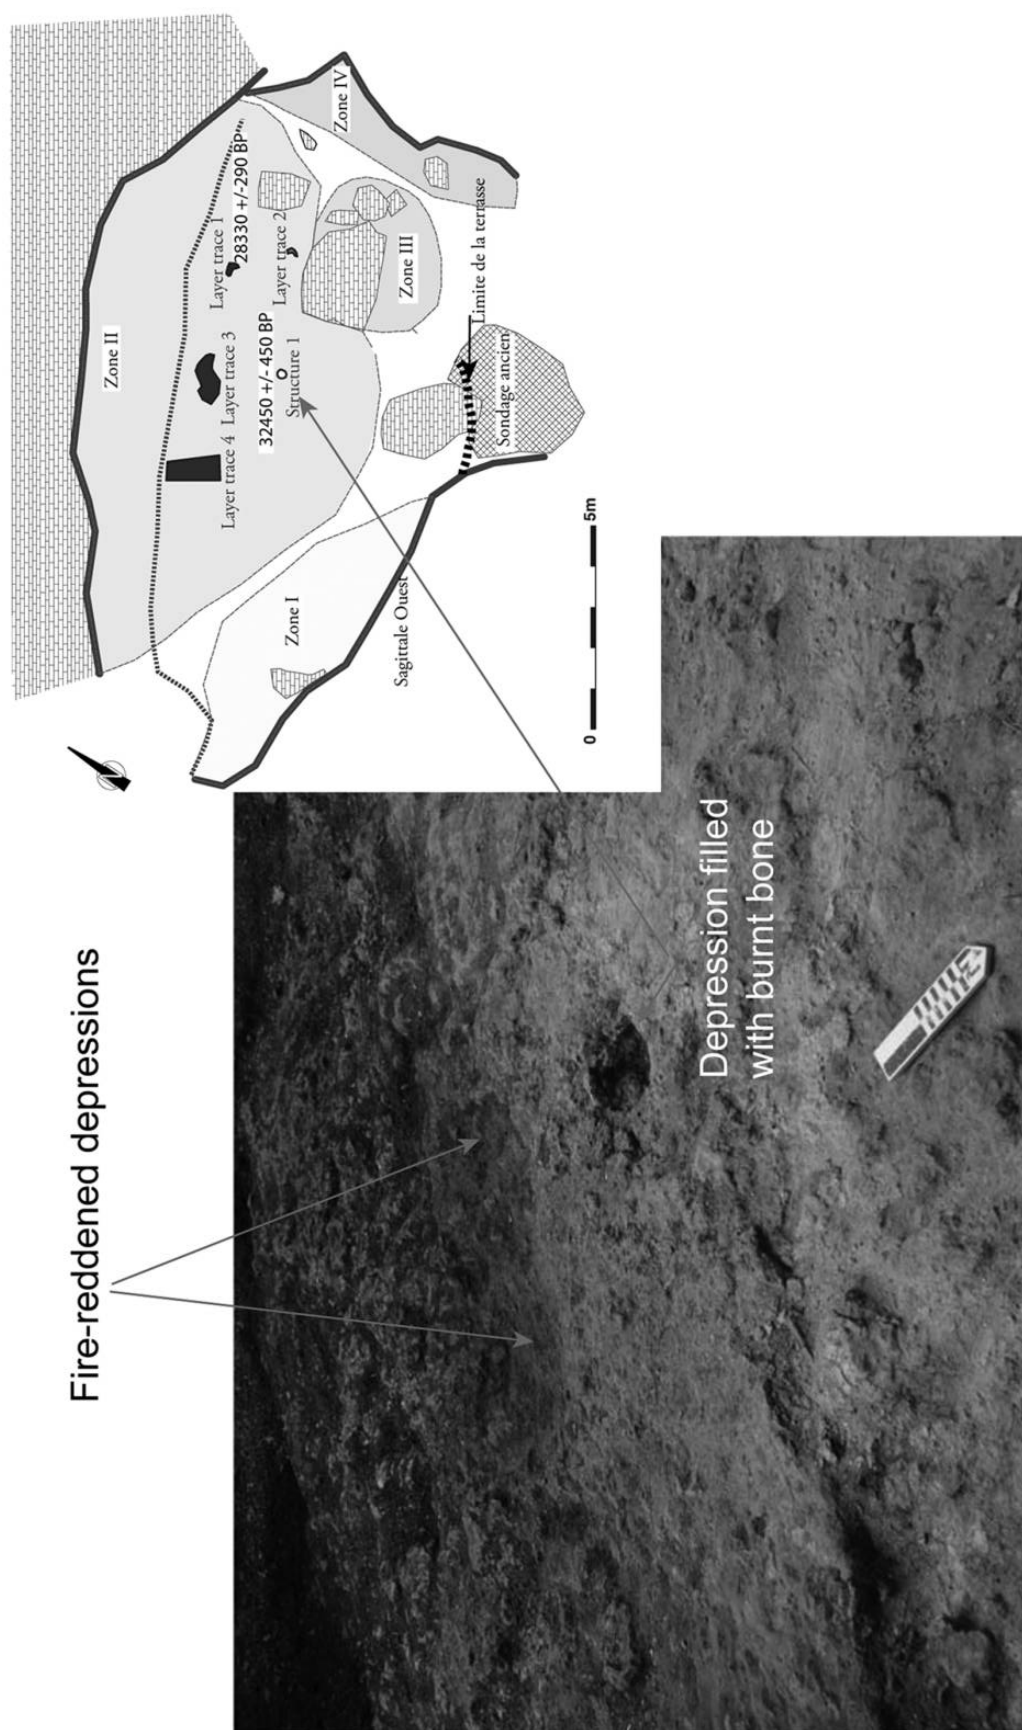 Fire-reddened depressions
Depression filled
with burnt bone
Zone I
Zone II
Zone III
Zone IV
Layer trace 4
Layer trace 3
Layer trace 1
28330 +/-290 BP
Layer trace 2
32450 +/- 450 BP
Structure 1
Sagittale Ouest
Sondage ancien
Limite de la terrasse
N
0
5m